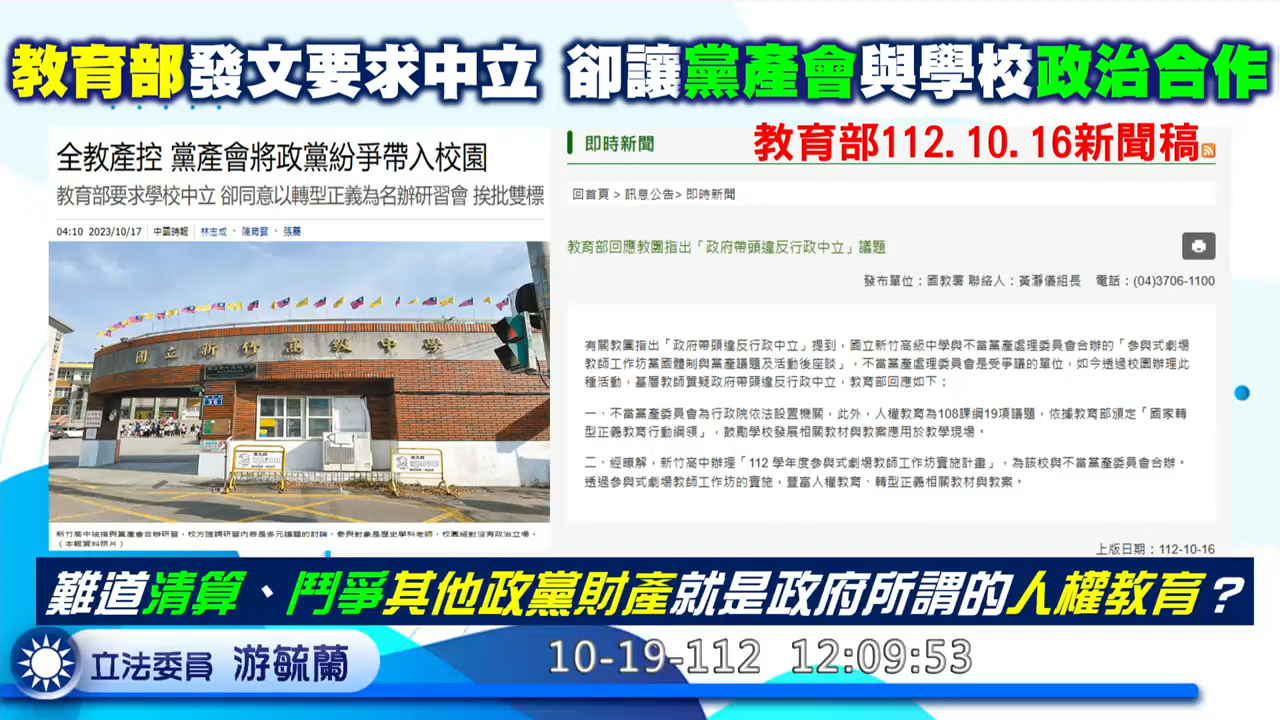 教育部發文要求中立 卻讓黨產會與學校政治合作
全教產控 黨產會將政黨紛爭帶入校園
教育部要求學校中立 卻同意以轉型正義為名辦研習會 挨批雙標
04:10 2023/10/17 中國時報 林志成、陳育賢、張騰
國立新竹高級中學
新竹高中被指與黨產會合辦研習,校方強調研習內容是多元議題的討論,參與對象是歷史學科老師,校園絕對沒有政治立場。
(本報資料照片)
教育部112.10.16新聞稿
即時新聞
回首頁 > 訊息公告> 即時新聞
教育部回應教團指出「政府帶頭違反行政中立」議題
發布單位:國教署 聯絡人:黃瀞儀組長 電話:(04)3706-1100
有關教團指出「政府帶頭違反行政中立」提到,國立新竹高級中學與不當黨產處理委員會合辦的「參與式劇場
教師工作坊黨國體制與黨產議題及活動後座談」,不當黨產處理委員會是受爭議的單位,如今透過校園辦理此
種活動,基層教師質疑政府帶頭違反行政中立,教育部回應如下:
一、不當黨產委員會為行政院依法設置機關,此外,人權教育為108課綱19項議題,依據教育部頒定「國家轉
型正義教育行動綱領」,鼓勵學校發展相關教材與教案應用於教學現場。
二、經瞭解,新竹高中辦理「112 學年度參與式劇場教師工作坊實施計畫」,為該校與不當黨產委員會合辦。
透過參與式劇場教師工作坊的實施,豐富人權教育、轉型正義相關教材與教案。
上版日期:112-10-16
難道清算、鬥爭其他政黨財產就是政府所謂的人權教育?
立法委員 游毓蘭
10-19-112 12:09:53